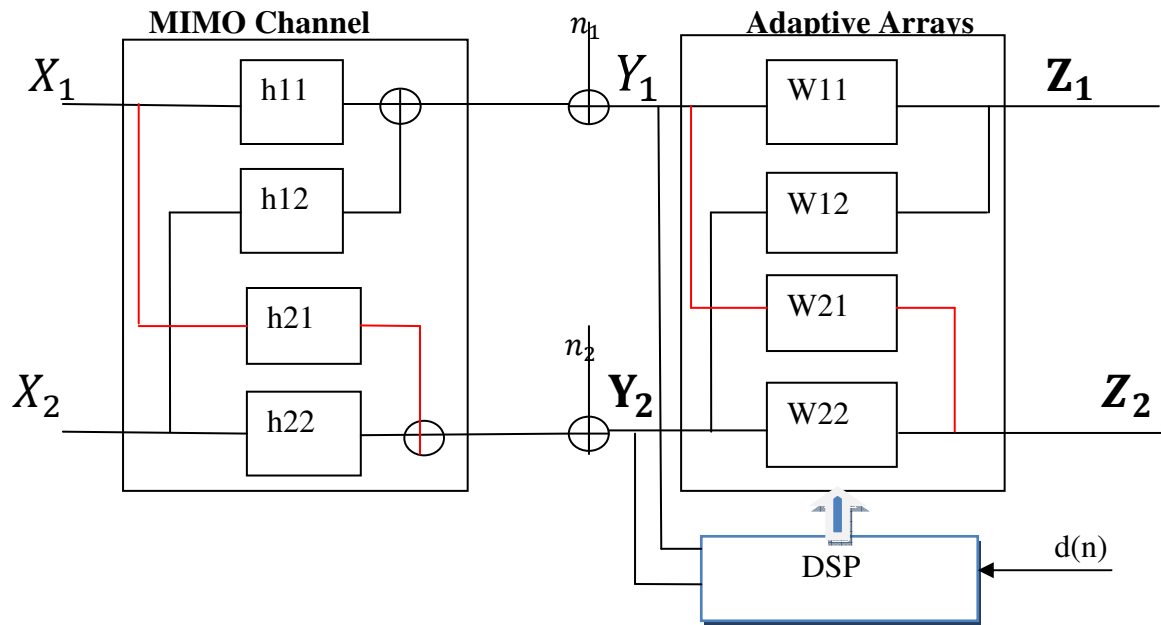 MIMO Channel
n₁
Adaptive Arrays
X₁
h11
Y₁
W11
Z₁
h12
W12
h21
W21
n₂
X₂
h22
Y₂
W22
Z₂
DSP
d(n)